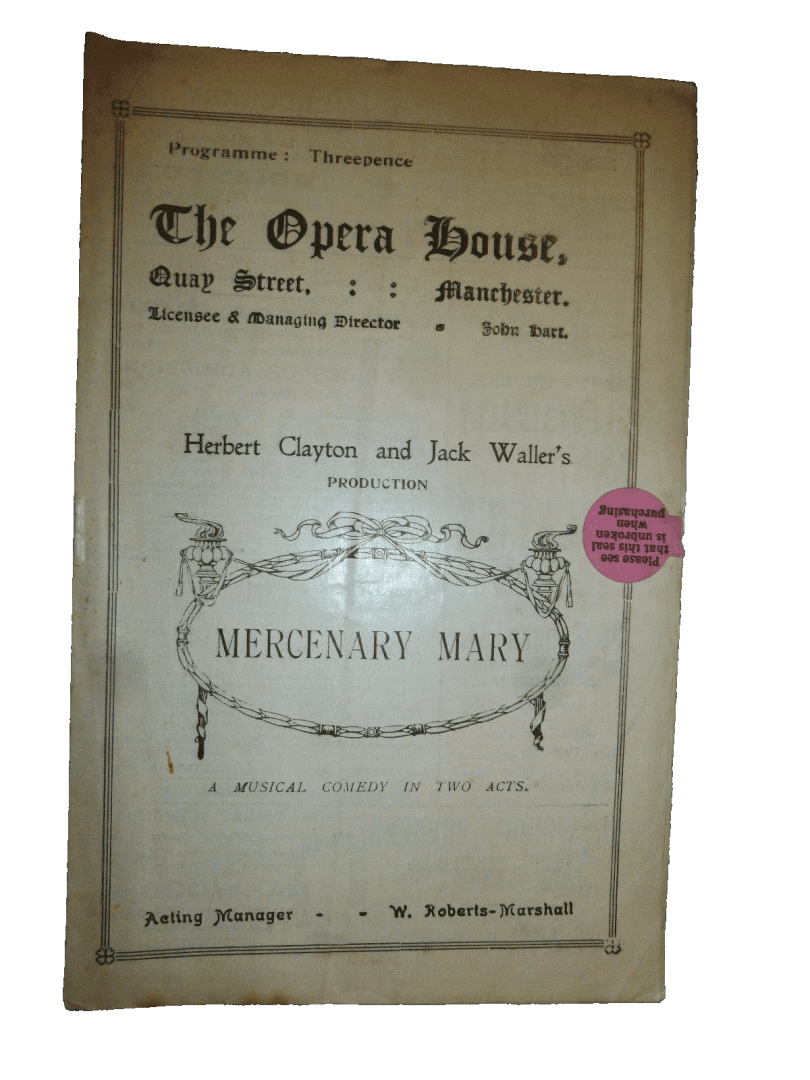 Programme : Threepence
The Opera House,
Quay Street, : : Manchester.
Licensee & Managing Director - John Hart.
Herbert Clayton and Jack Waller's
PRODUCTION
Please see
that this seal
is unbroken
when
purchasing
MERCENARY MARY
A MUSICAL COMEDY IN TWO ACTS.
Acting Manager - - W. Roberts-Marshall